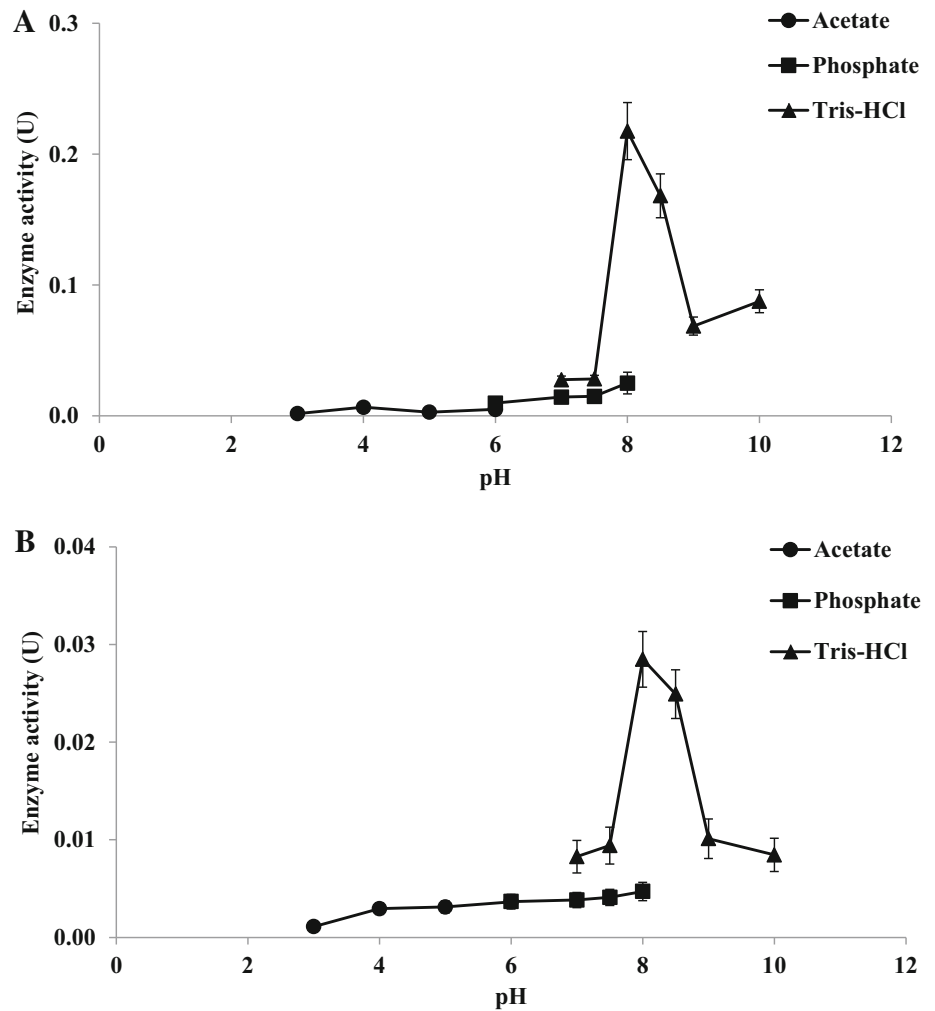 A
0.3
0.2
0.1
0.0
Enzyme activity (U)
0 2 4 6 8 10 12
pH
Acetate
Phosphate
Tris-HCl
B
0.04
0.03
0.02
0.01
0.00
Enzyme activity (U)
0 2 4 6 8 10 12
pH
Acetate
Phosphate
Tris-HCl